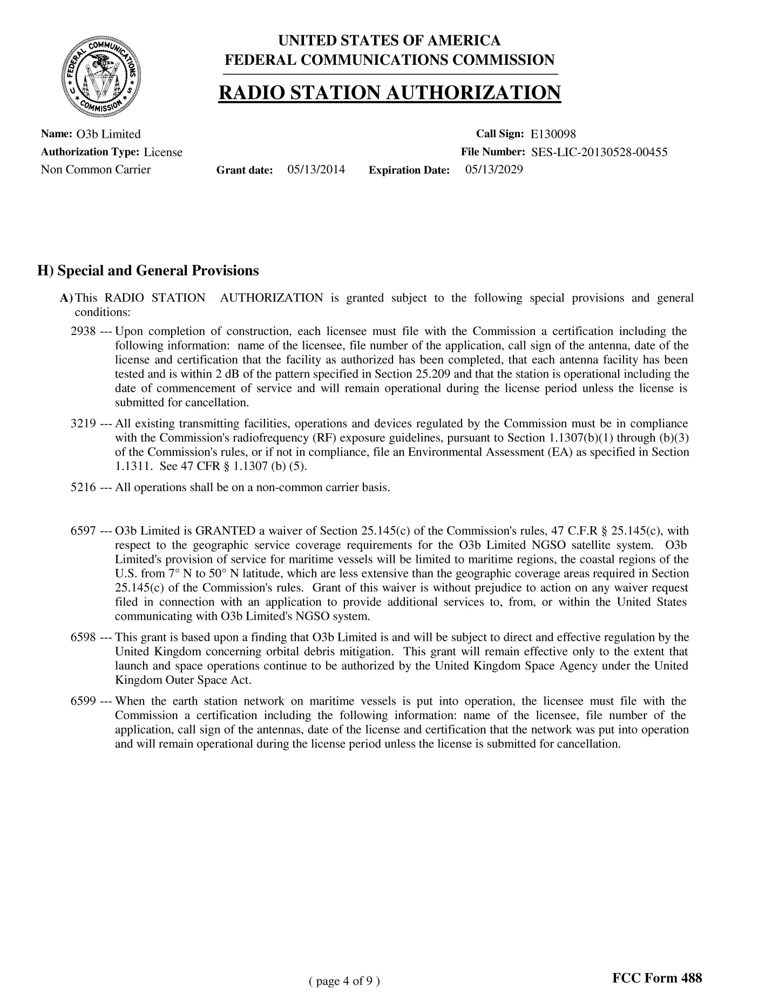 FEDERAL COMMUNICATIONS COMMISSION U S
UNITED STATES OF AMERICA
FEDERAL COMMUNICATIONS COMMISSION
RADIO STATION AUTHORIZATION
Name: O3b Limited Call Sign: E130098
Authorization Type: License File Number: SES-LIC-20130528-00455
Non Common Carrier Grant date: 05/13/2014 Expiration Date: 05/13/2029
H) Special and General Provisions
A) This RADIO STATION AUTHORIZATION is granted subject to the following special provisions and general
conditions:
2938 --- Upon completion of construction, each licensee must file with the Commission a certification including the
following information: name of the licensee, file number of the application, call sign of the antenna, date of the
license and certification that the facility as authorized has been completed, that each antenna facility has been
tested and is within 2 dB of the pattern specified in Section 25.209 and that the station is operational including the
date of commencement of service and will remain operational during the license period unless the license is
submitted for cancellation.
3219 --- All existing transmitting facilities, operations and devices regulated by the Commission must be in compliance
with the Commission's radiofrequency (RF) exposure guidelines, pursuant to Section 1.1307(b)(1) through (b)(3)
of the Commission's rules, or if not in compliance, file an Environmental Assessment (EA) as specified in Section
1.1311. See 47 CFR § 1.1307 (b) (5).
5216 --- All operations shall be on a non-common carrier basis.
6597 --- O3b Limited is GRANTED a waiver of Section 25.145(c) of the Commission's rules, 47 C.F.R § 25.145(c), with
respect to the geographic service coverage requirements for the O3b Limited NGSO satellite system. O3b
Limited's provision of service for maritime vessels will be limited to maritime regions, the coastal regions of the
U.S. from 7° N to 50° N latitude, which are less extensive than the geographic coverage areas required in Section
25.145(c) of the Commission's rules. Grant of this waiver is without prejudice to action on any waiver request
filed in connection with an application to provide additional services to, from, or within the United States
communicating with O3b Limited's NGSO system.
6598 --- This grant is based upon a finding that O3b Limited is and will be subject to direct and effective regulation by the
United Kingdom concerning orbital debris mitigation. This grant will remain effective only to the extent that
launch and space operations continue to be authorized by the United Kingdom Space Agency under the United
Kingdom Outer Space Act.
6599 --- When the earth station network on maritime vessels is put into operation, the licensee must file with the
Commission a certification including the following information: name of the licensee, file number of the
application, call sign of the antennas, date of the license and certification that the network was put into operation
and will remain operational during the license period unless the license is submitted for cancellation.
( page 4 of 9 ) FCC Form 488